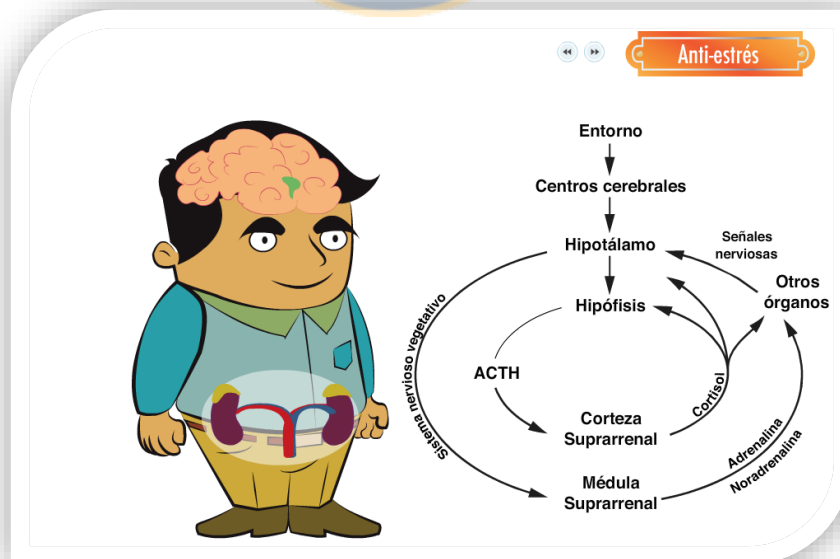 Anti-estrés
Entorno
Centros cerebrales
Hipotálamo
Señales
nerviosas
Otros
órganos
Hipófisis
Sistema nervioso vegetativo
ACTH
Cortisol
Corteza
Suprarrenal
Adrenalina
Noradrenalina
Médula
Suprarrenal